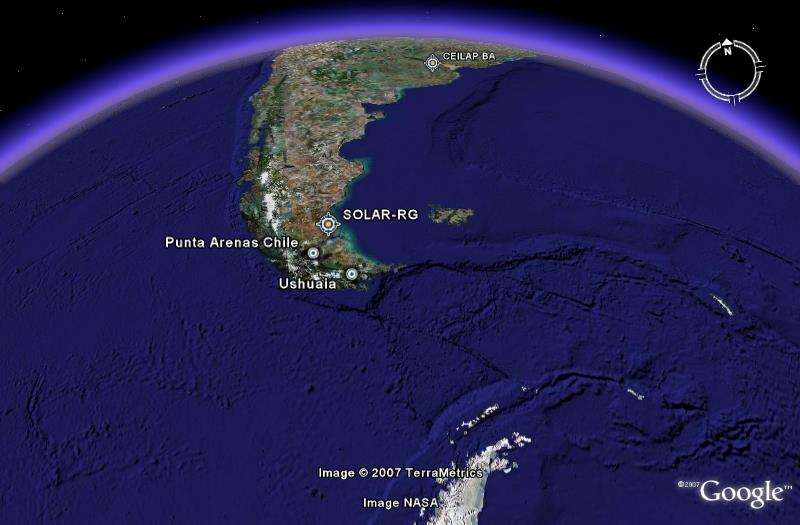 CEILAP BA
N
SOLAR-RG
Punta Arenas Chile
Ushuaia
Image © 2007 TerraMetrics
Image NASA
©2007 Google™